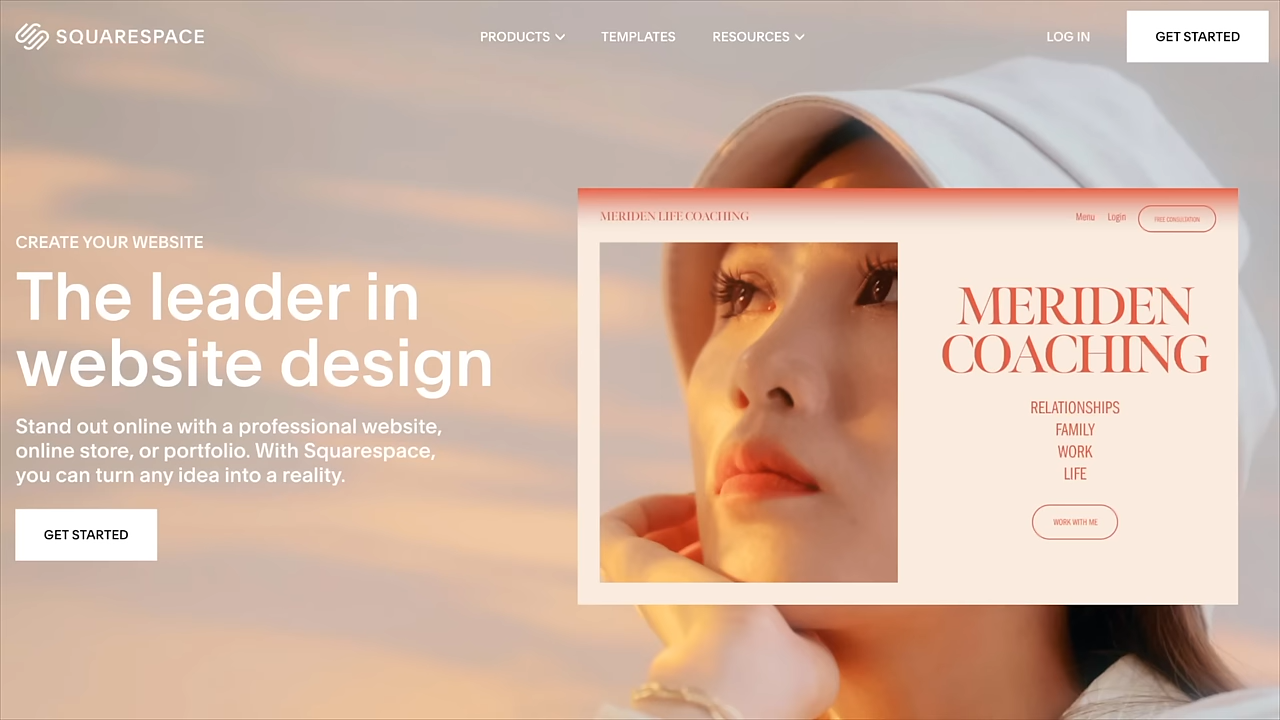 SQUARESPACE
PRODUCTS
TEMPLATES
RESOURCES
LOG IN
GET STARTED
CREATE YOUR WEBSITE
The leader in
website design
Stand out online with a professional website,
online store, or portfolio. With Squarespace,
you can turn any idea into a reality.
GET STARTED
MERIDEN LIFE COACHING
Menu
Login
FREE CONSULTATION
MERIDEN
COACHING
RELATIONSHIPS
FAMILY
WORK
LIFE
WORK WITH ME